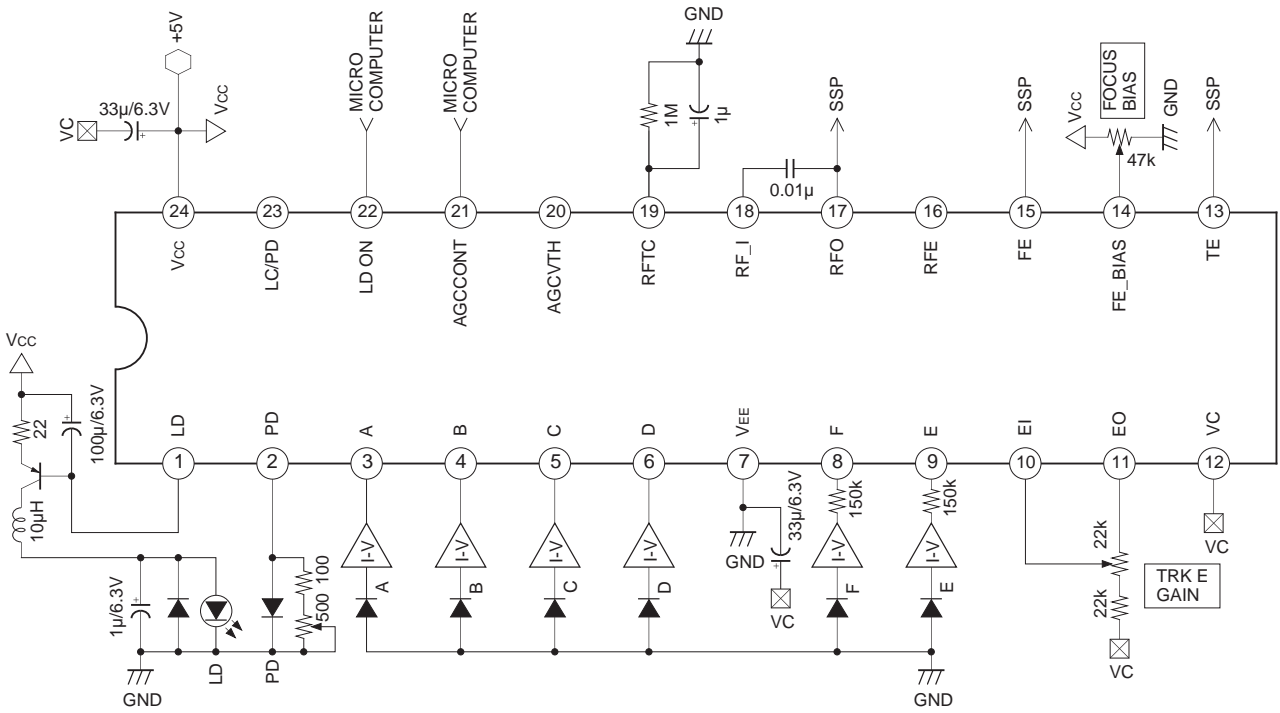 +5V
MICRO
COMPUTER
MICRO
COMPUTER
GND
33µ/6.3V
VC
Vcc
1M
1µ
SSP
0.01µ
SSP
Vcc
FOCUS
BIAS
GND
47k
SSP
24
23
22
21
20
19
18
17
16
15
14
13
Vcc
LC/PD
LD ON
AGCCONT
AGCVTH
RFTC
RF_I
RFO
RFE
FE
FE_BIAS
TE
Vcc
22
100µ/6.3V
10µH
LD
PD
A
B
C
D
VEE
F
E
EI
EO
VC
1
2
3
4
5
6
7
8
9
10
11
12
1µ/6.3V
GND
LD
PD
100
500
I-V
A
I-V
B
I-V
C
I-V
D
GND
33µ/6.3V
VC
150k
I-V
F
150k
I-V
E
GND
22k
22k
VC
TRK E
GAIN
VC